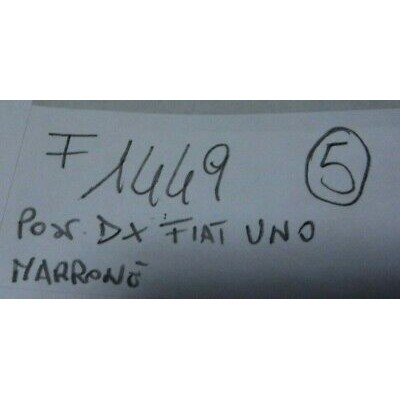 F1449 5
POST. DX FIAT UNO
MARRONE